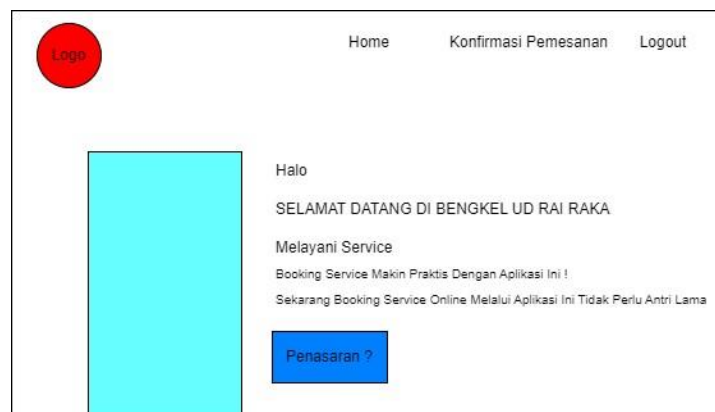 Logo
Home Konfirmasi Pemesanan Logout
Halo
SELAMAT DATANG DI BENGKEL UD RAI RAKA
Melayani Service
Booking Service Makin Praktis Dengan Aplikasi Ini !
Sekarang Booking Service Online Melalui Aplikasi Ini Tidak Perlu Antri Lama
Penasaran ?